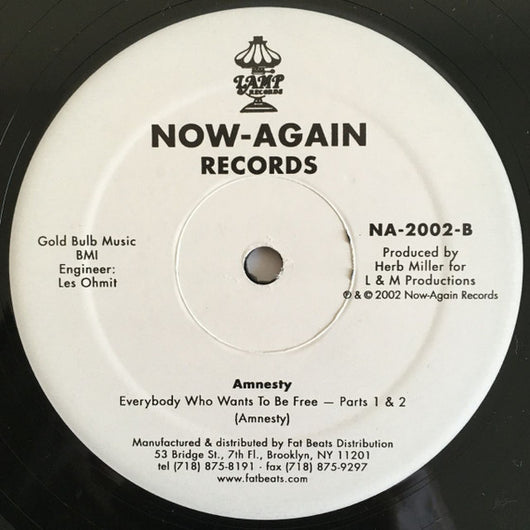 LAMP
RECORDS
NOW-AGAIN
RECORDS
Gold Bulb Music
BMI
Engineer:
Les Ohmit
NA-2002-B
Produced by
Herb Miller for
L & M Productions
℗ & © 2002 Now-Again Records
Amnesty
Everybody Who Wants To Be Free — Parts 1 & 2
(Amnesty)
Manufactured & distributed by Fat Beats Distribution
53 Bridge St., 7th Fl., Brooklyn, NY 11201
tel (718) 875-8191 · fax (718) 875-9297
www.fatbeats.com